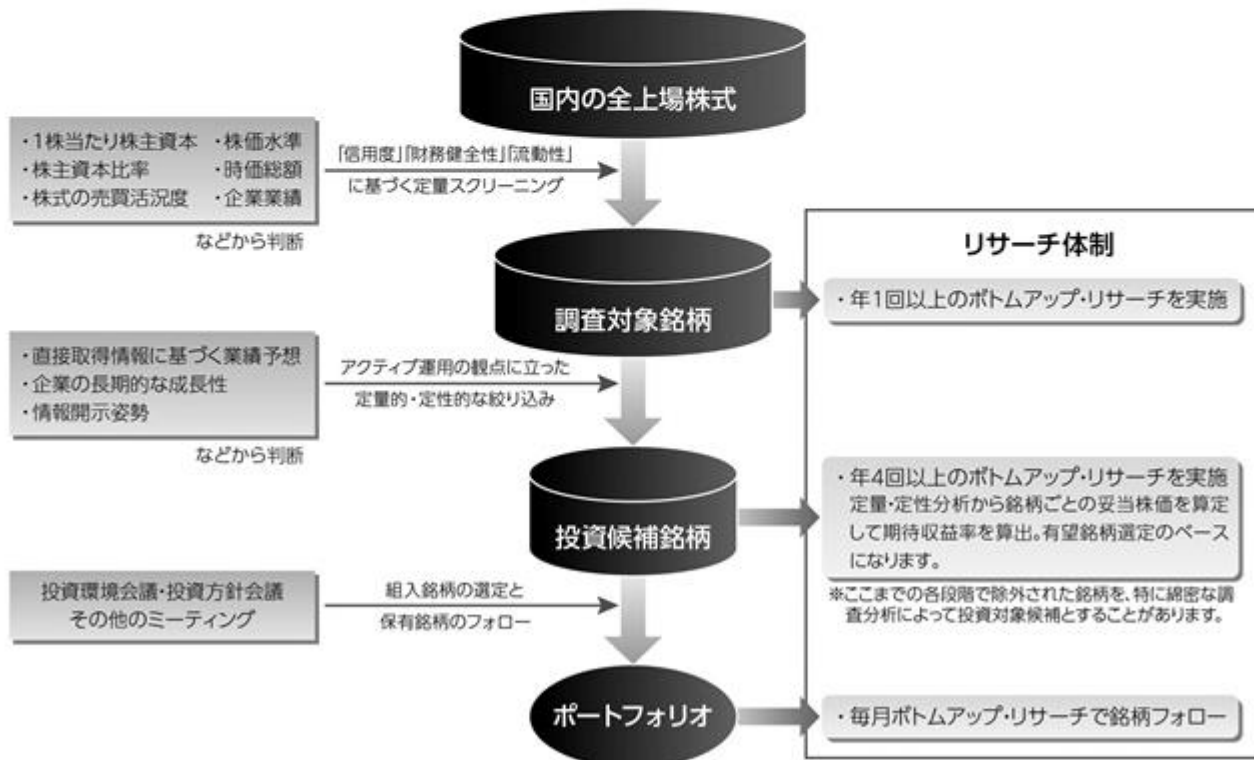 国内の全上場株式
・1株当たり株主資本 ・株価水準
・株主資本比率 ・時価総額
・株式の売買活況度 ・企業業績
などから判断
「信用度」「財務健全性」「流動性」
に基づく定量スクリーニング
リサーチ体制
調査対象銘柄
・年1回以上のボトムアップ・リサーチを実施
・直接取得情報に基づく業績予想
・企業の長期的な成長性
・情報開示姿勢
などから判断
アクティブ運用の観点に立った
定量的・定性的な絞り込み
投資候補銘柄
・年4回以上のボトムアップ・リサーチを実施
定量・定性分析から銘柄ごとの妥当株価を算定
して期待収益率を算出。有望銘柄選定のベース
になります。
※ここまでの各段階で除外された銘柄を、特に綿密な調
査分析によって投資対象候補とすることがあります。
投資環境会議・投資方針会議
その他のミーティング
組入銘柄の選定と
保有銘柄のフォロー
ポートフォリオ
・毎月ボトムアップ・リサーチで銘柄フォロー